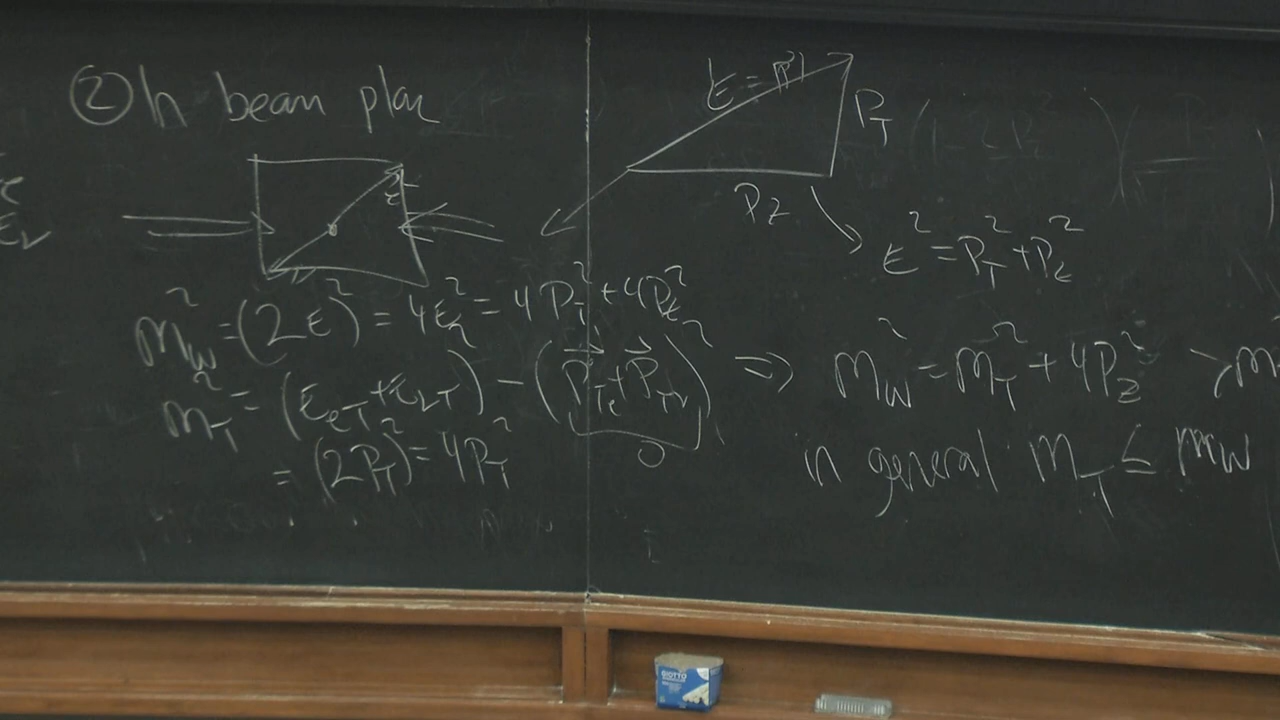 ② In beam plan
E = |P|
P_T
P_Z
E² = P_T² + P_Z²
m_W² = (2E)² = 4E² = 4P_T² + 4P_Z²
m_T² = (E_eT + E_νT) - (P⃗_Te + P⃗_Tν)²
0
= (2P_T)² = 4P_T²
⇒ m_W² = m_T² + 4P_Z² > m
in general m_T ≤ m_W
GIOTTO